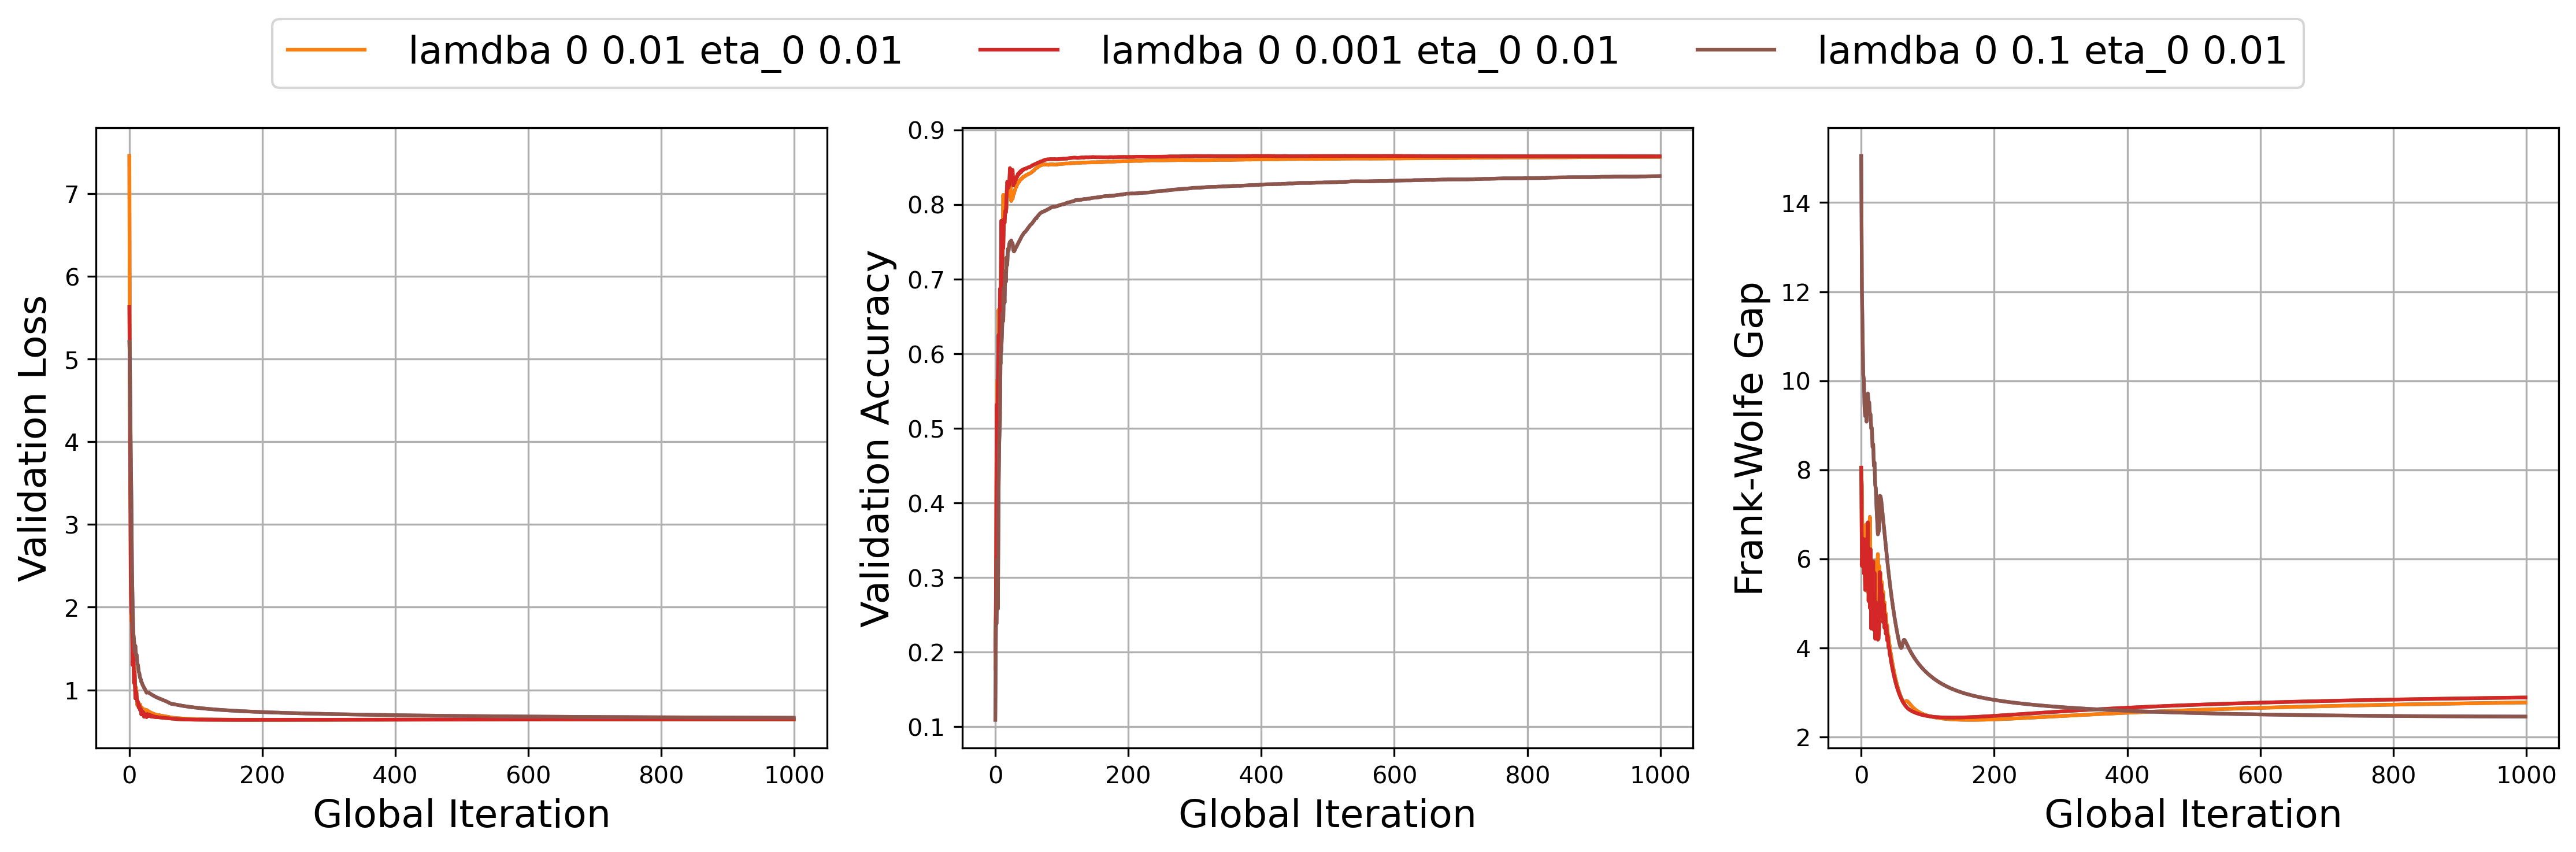 lamdba 0 0.01 eta_0 0.01
lamdba 0 0.001 eta_0 0.01
lamdba 0 0.1 eta_0 0.01
Validation Loss
7
6
5
4
3
2
1
0 200 400 600 800 1000
Global Iteration
Validation Accuracy
0.9
0.8
0.7
0.6
0.5
0.4
0.3
0.2
0.1
0 200 400 600 800 1000
Global Iteration
Frank-Wolfe Gap
14
12
10
8
6
4
2
0 200 400 600 800 1000
Global Iteration